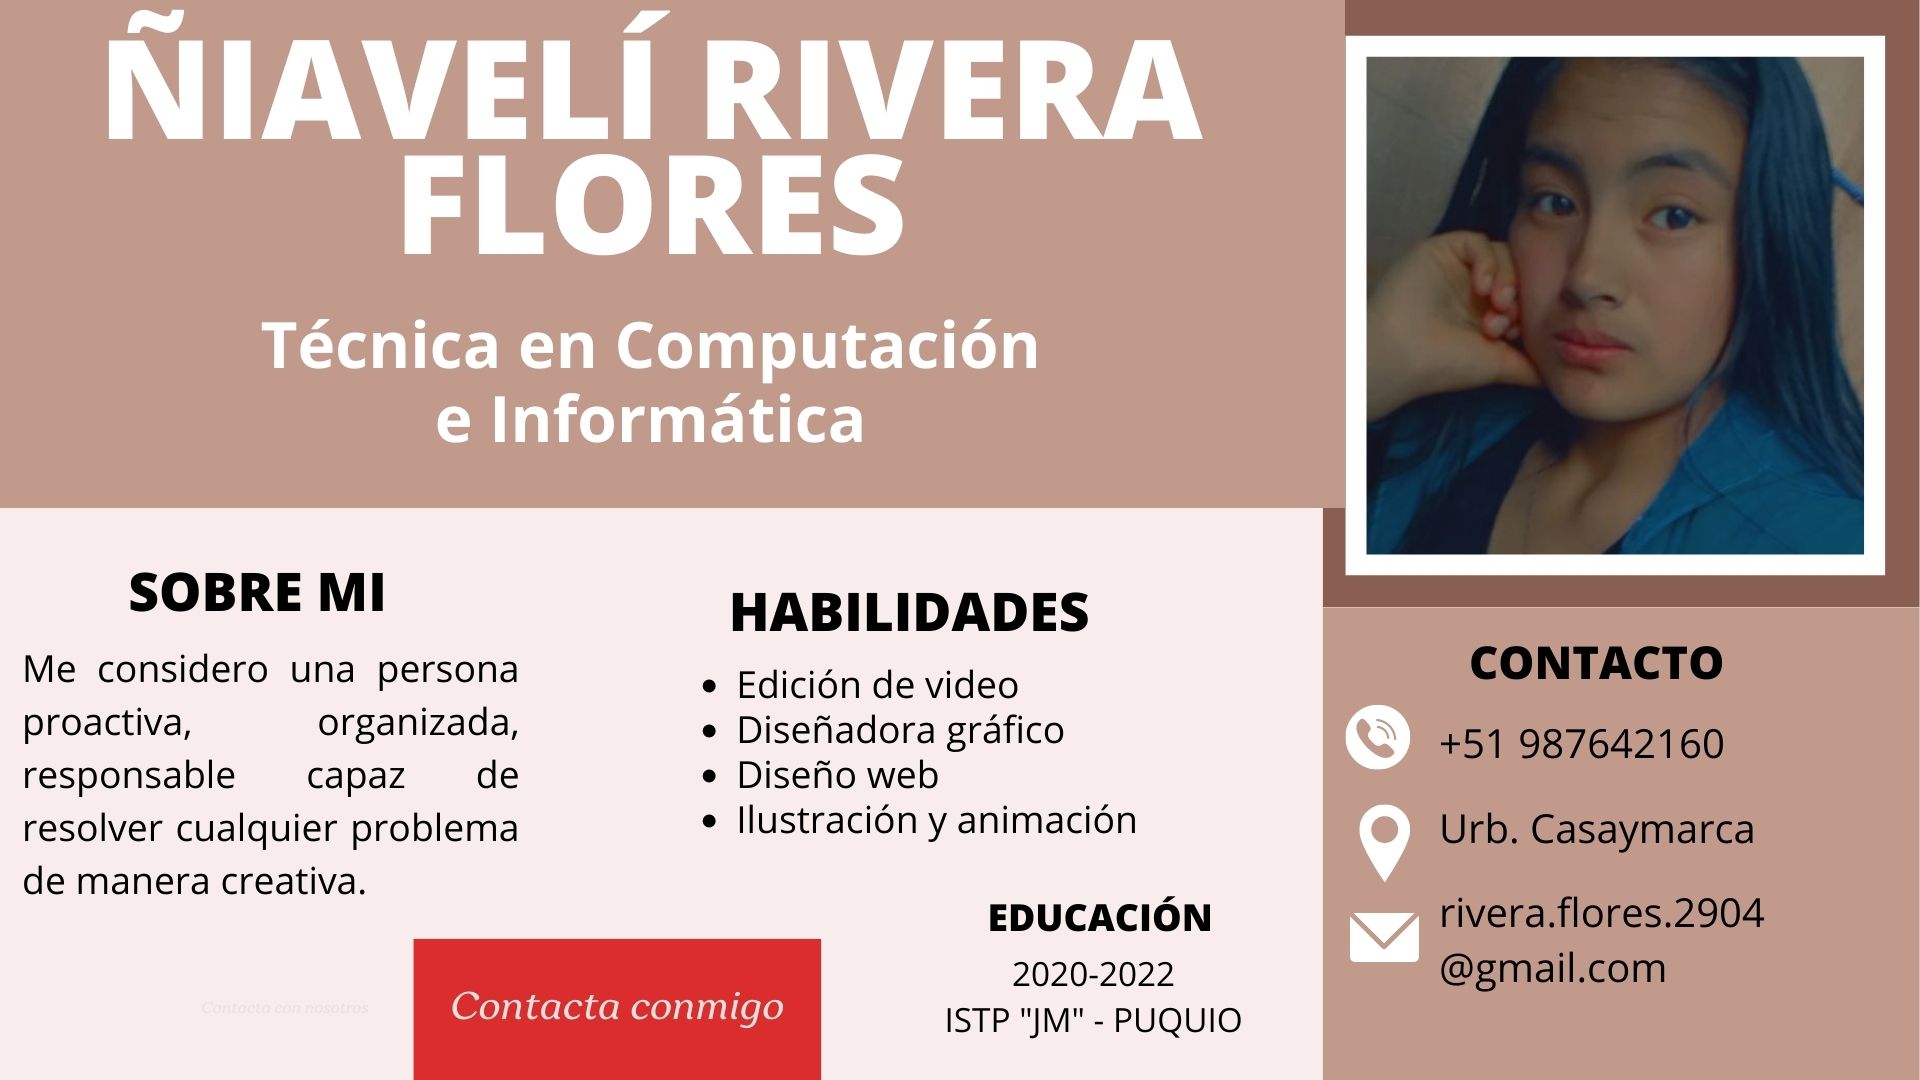 ÑIAVELÍ RIVERA
FLORES
Técnica en Computación
e Informática
SOBRE MI
Me considero una persona
proactiva, organizada,
responsable capaz de
resolver cualquier problema
de manera creativa.
Contacta con nosotros
Contacta conmigo
HABILIDADES
• Edición de video
• Diseñadora gráfico
• Diseño web
• Ilustración y animación
EDUCACIÓN
2020-2022
ISTP "JM" - PUQUIO
CONTACTO
+51 987642160
Urb. Casaymarca
rivera.flores.2904
@gmail.com